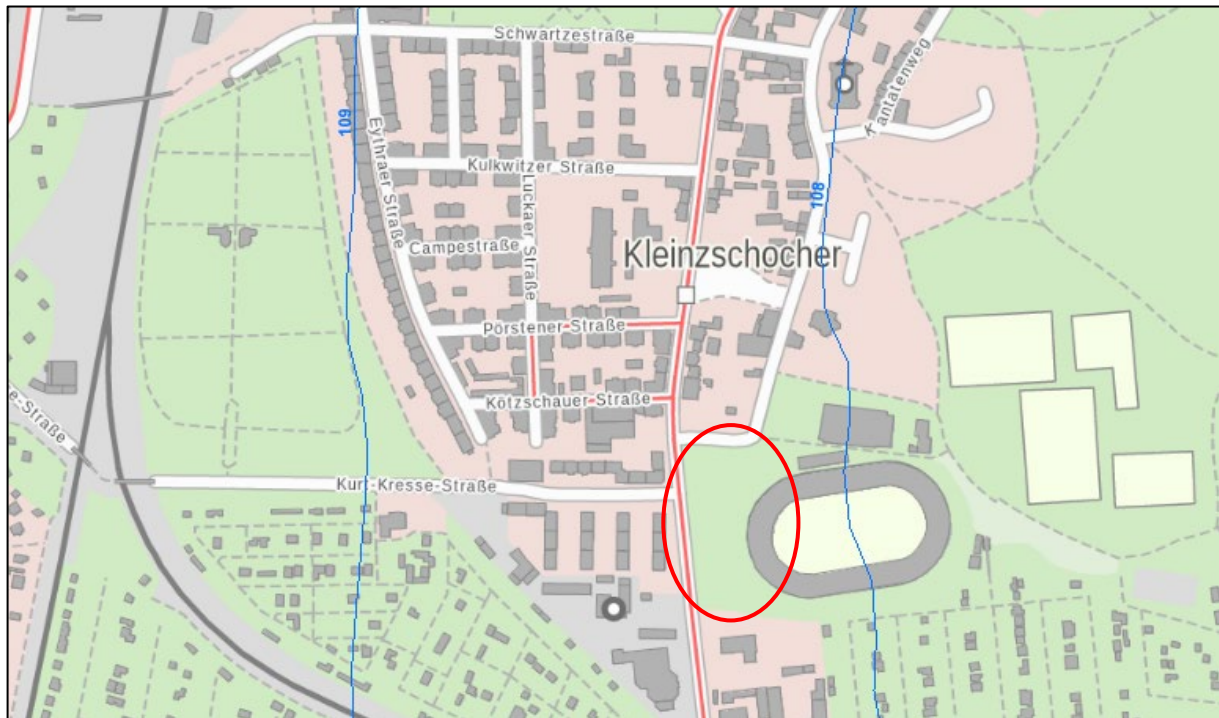 Schwartzestraße
Kantatenweg
109
Eythraer Straße
Kulkwitzer Straße
Luckaer Straße
108
Campestraße
Kleinzschocher
Pörstener Straße
Kötzschauer Straße
e-Straße
Kurt-Kresse-Straße